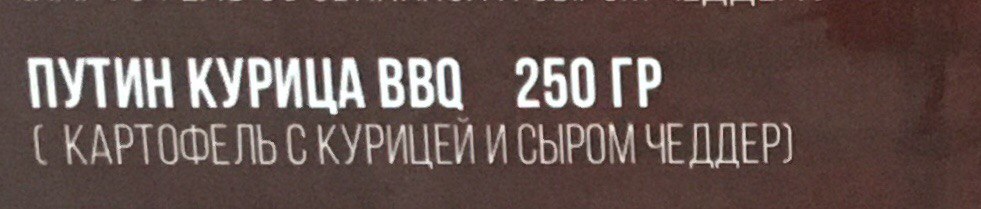 ПУТИН КУРИЦА BBQ 250 ГР
( КАРТОФЕЛЬ С КУРИЦЕЙ И СЫРОМ ЧЕДДЕР)